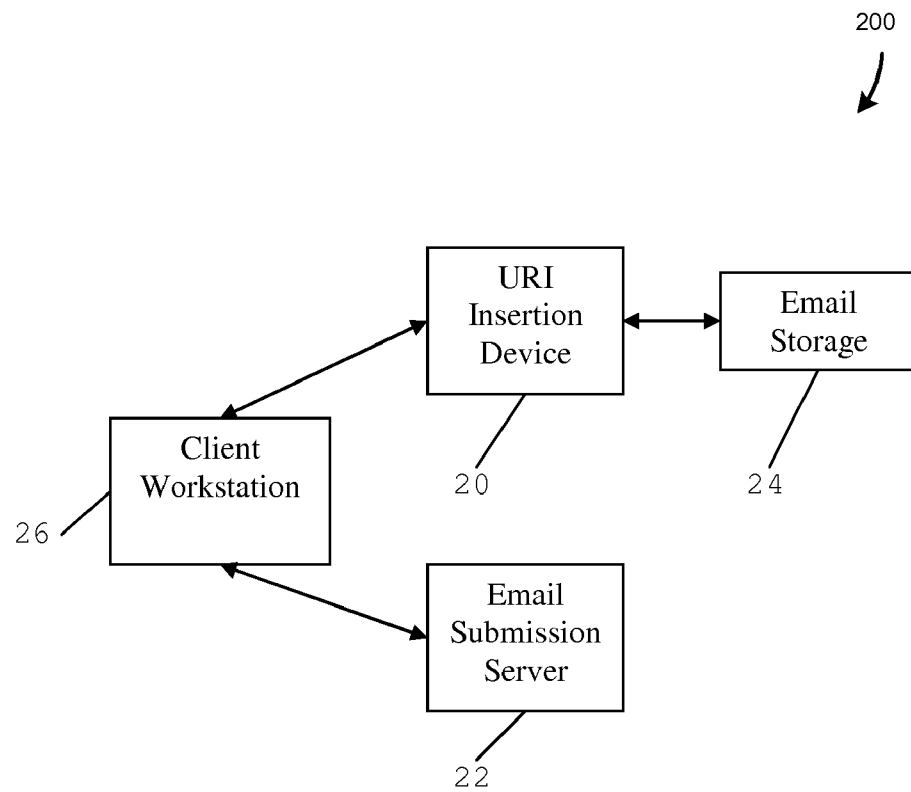 200
URI
Insertion
Device
Email
Storage
Client
Workstation
20
24
26
Email
Submission
Server
22